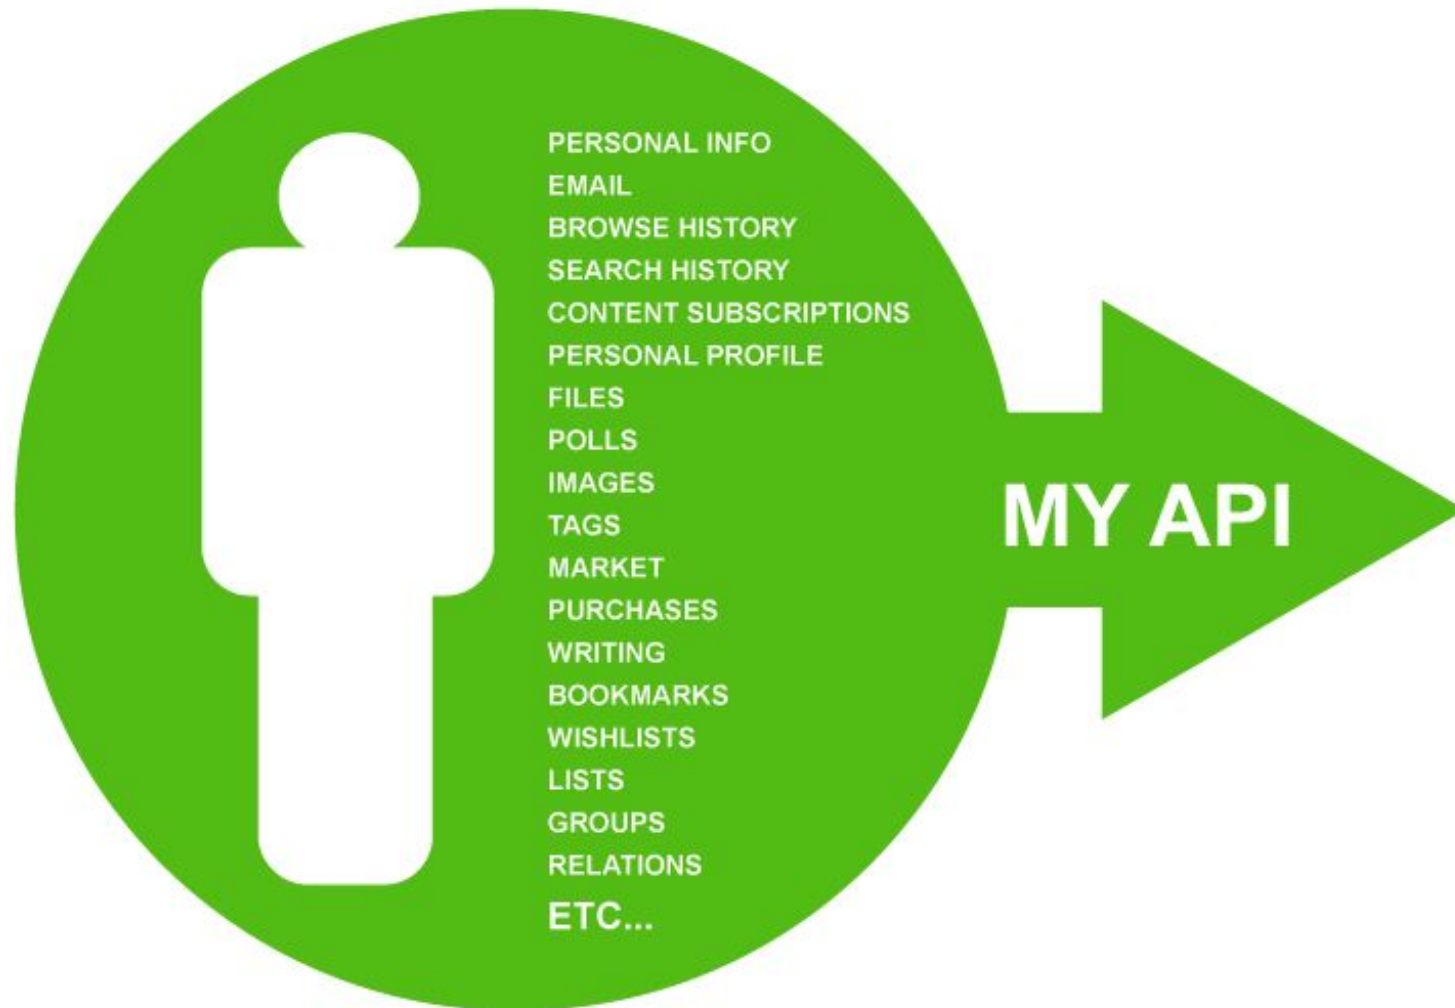 PERSONAL INFO
EMAIL
BROWSE HISTORY
SEARCH HISTORY
CONTENT SUBSCRIPTIONS
PERSONAL PROFILE
FILES
POLLS
IMAGES
TAGS
MARKET
PURCHASES
WRITING
BOOKMARKS
WISHLISTS
LISTS
GROUPS
RELATIONS
ETC...
MY API